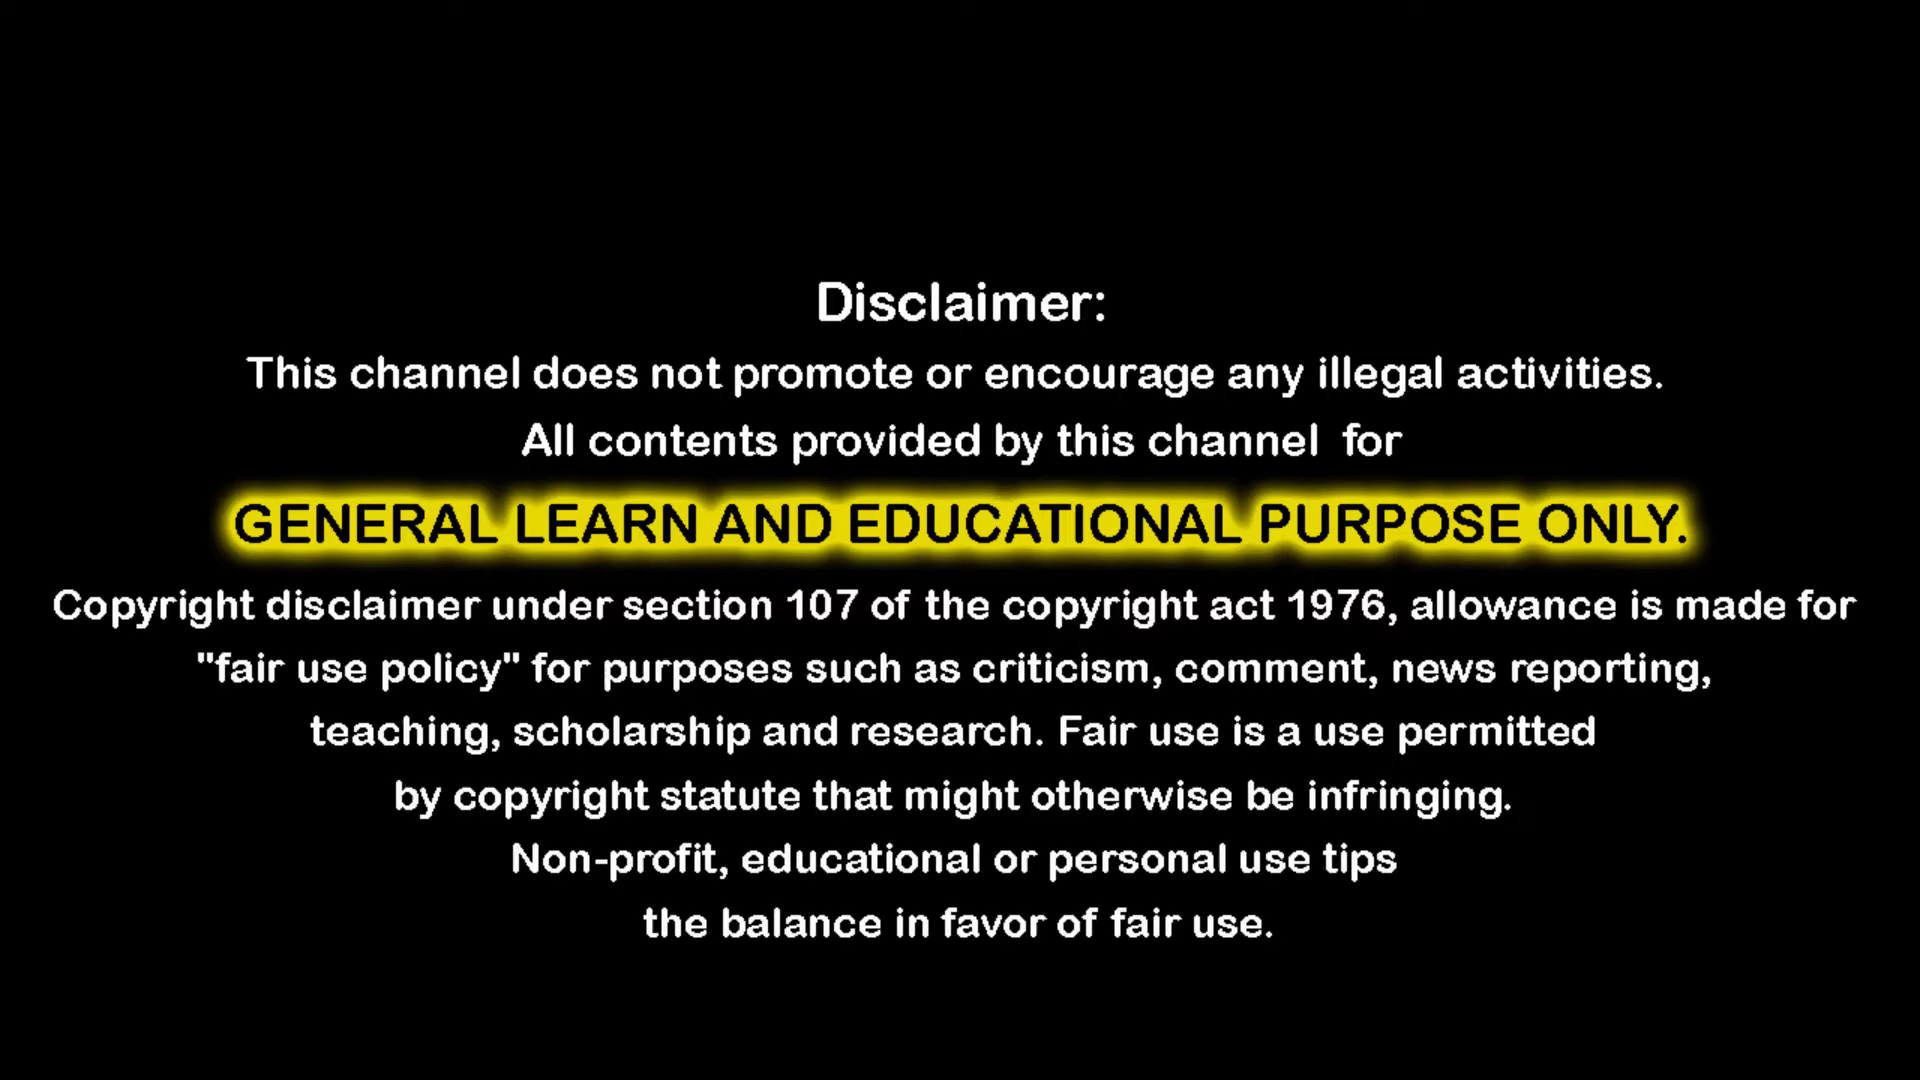 Disclaimer:
This channel does not promote or encourage any illegal activities.
All contents provided by this channel  for
GENERAL LEARN AND EDUCATIONAL PURPOSE ONLY.
Copyright disclaimer under section 107 of the copyright act 1976, allowance is made for
"fair use policy" for purposes such as criticism, comment, news reporting,
teaching, scholarship and research. Fair use is a use permitted
by copyright statute that might otherwise be infringing.
Non-profit, educational or personal use tips
the balance in favor of fair use.